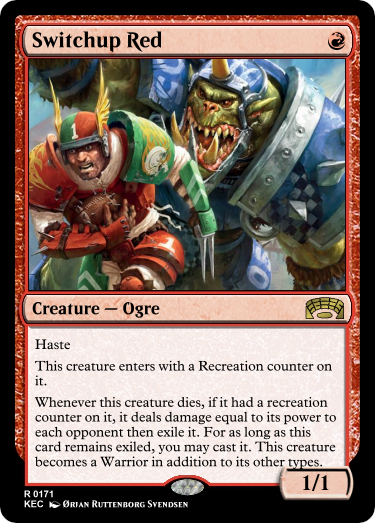 Switchup Red
1
Creature — Ogre
Haste
This creature enters with a Recreation counter on
it.
Whenever this creature dies, if it had a recreation
counter on it, it deals damage equal to its power to
each opponent then exile it. For as long as this
card remains exiled, you may cast it. This creature
becomes a Warrior in addition to its other types.
1/1
R 0171
KEC Ørian Ruttenborg Svendsen